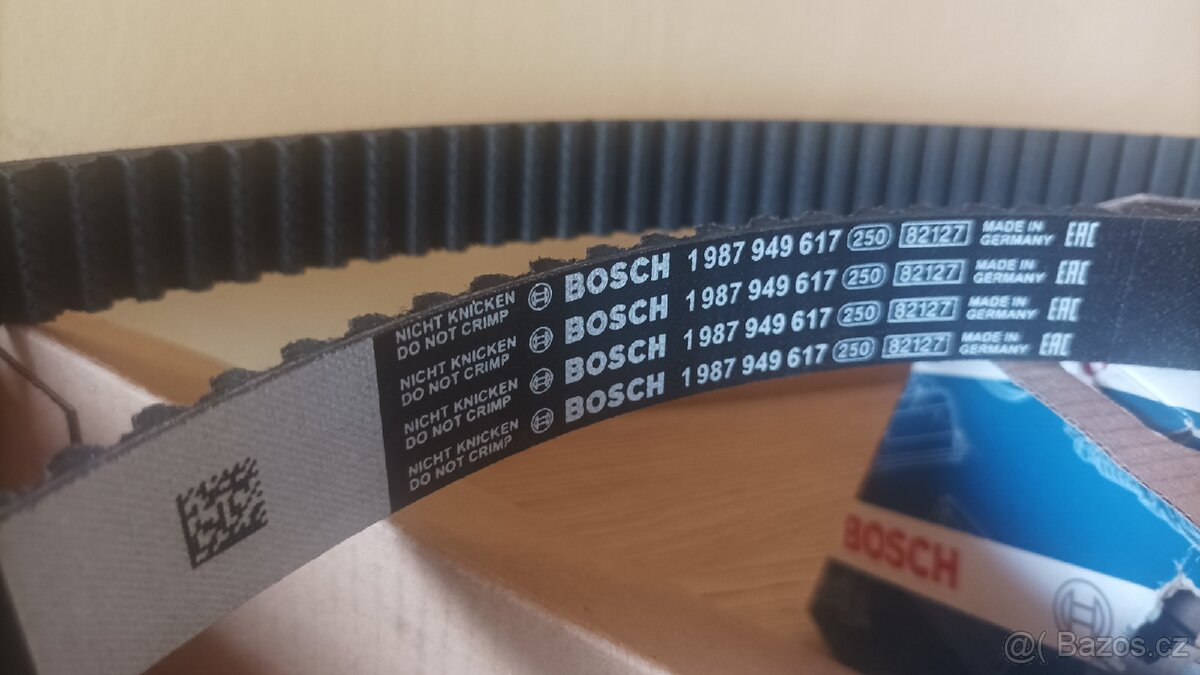 NICHT KNICKEN
DO NOT CRIMP
BOSCH 1 987 949 617 250 82127 MADE IN
GERMANY EAC
NICHT KNICKEN
DO NOT CRIMP
BOSCH 1 987 949 617 250 82127 MADE IN
GERMANY EAC
NICHT KNICKEN
DO NOT CRIMP
BOSCH 1 987 949 617 250 82127 MADE IN
GERMANY EAC
NICHT KNICKEN
DO NOT CRIMP
BOSCH 1 987 949 617 250 82127 MADE IN
GERMANY EAC
BOSCH
@( Bazos.cz